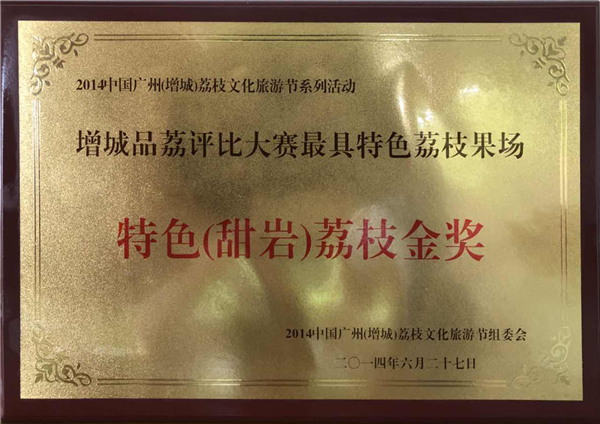 2014中国广州(增城)荔枝文化旅游节系列活动
增城品荔评比大赛最具特色荔枝果场
特色(甜岩)荔枝金奖
2014中国广州(增城)荔枝文化旅游节组委会
二〇一四年六月二十七日